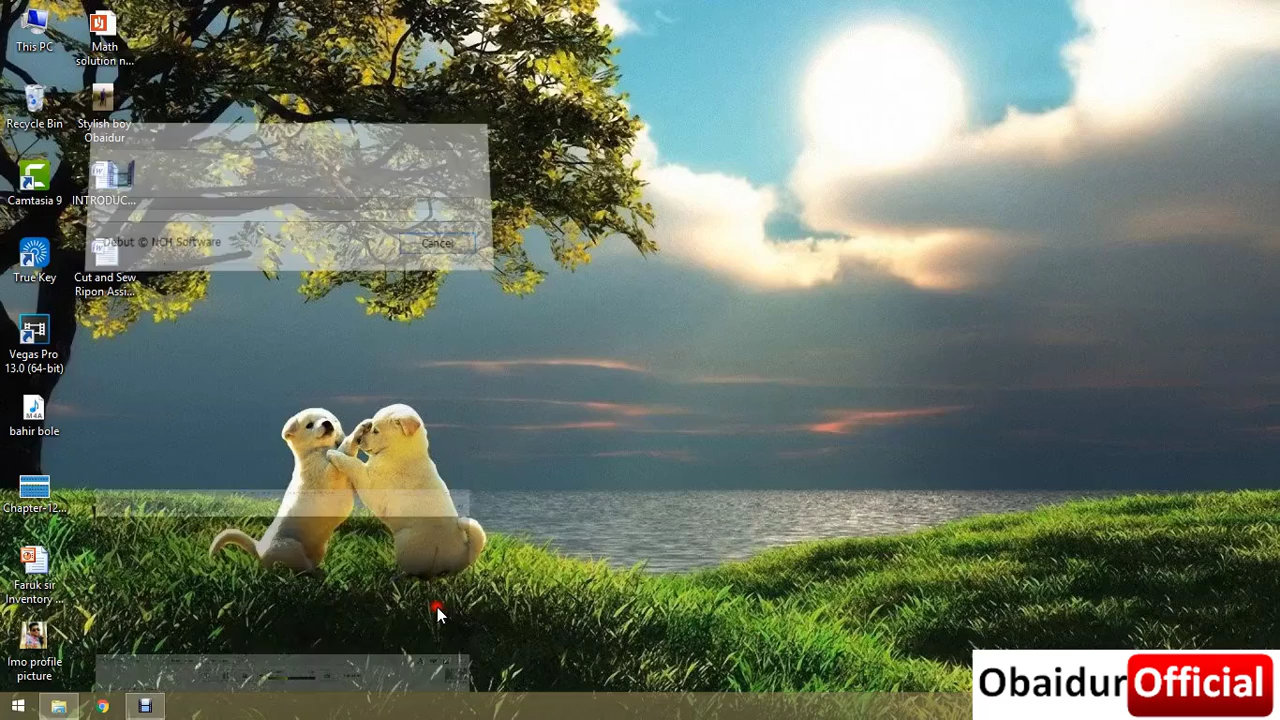 This PC
Math
solution n...
Recycle Bin
Stylish boy
Obaidur
Camtasia 9
INTRODUC...
Debut © NCH Software
Cancel
True Key
Cut and Sew
Ripon Assi...
Vegas Pro
13.0 (64-bit)
M4A
bahir bole
Chapter-12...
Faruk sir
Inventory ...
Imo profile
picture
Obaidur Official